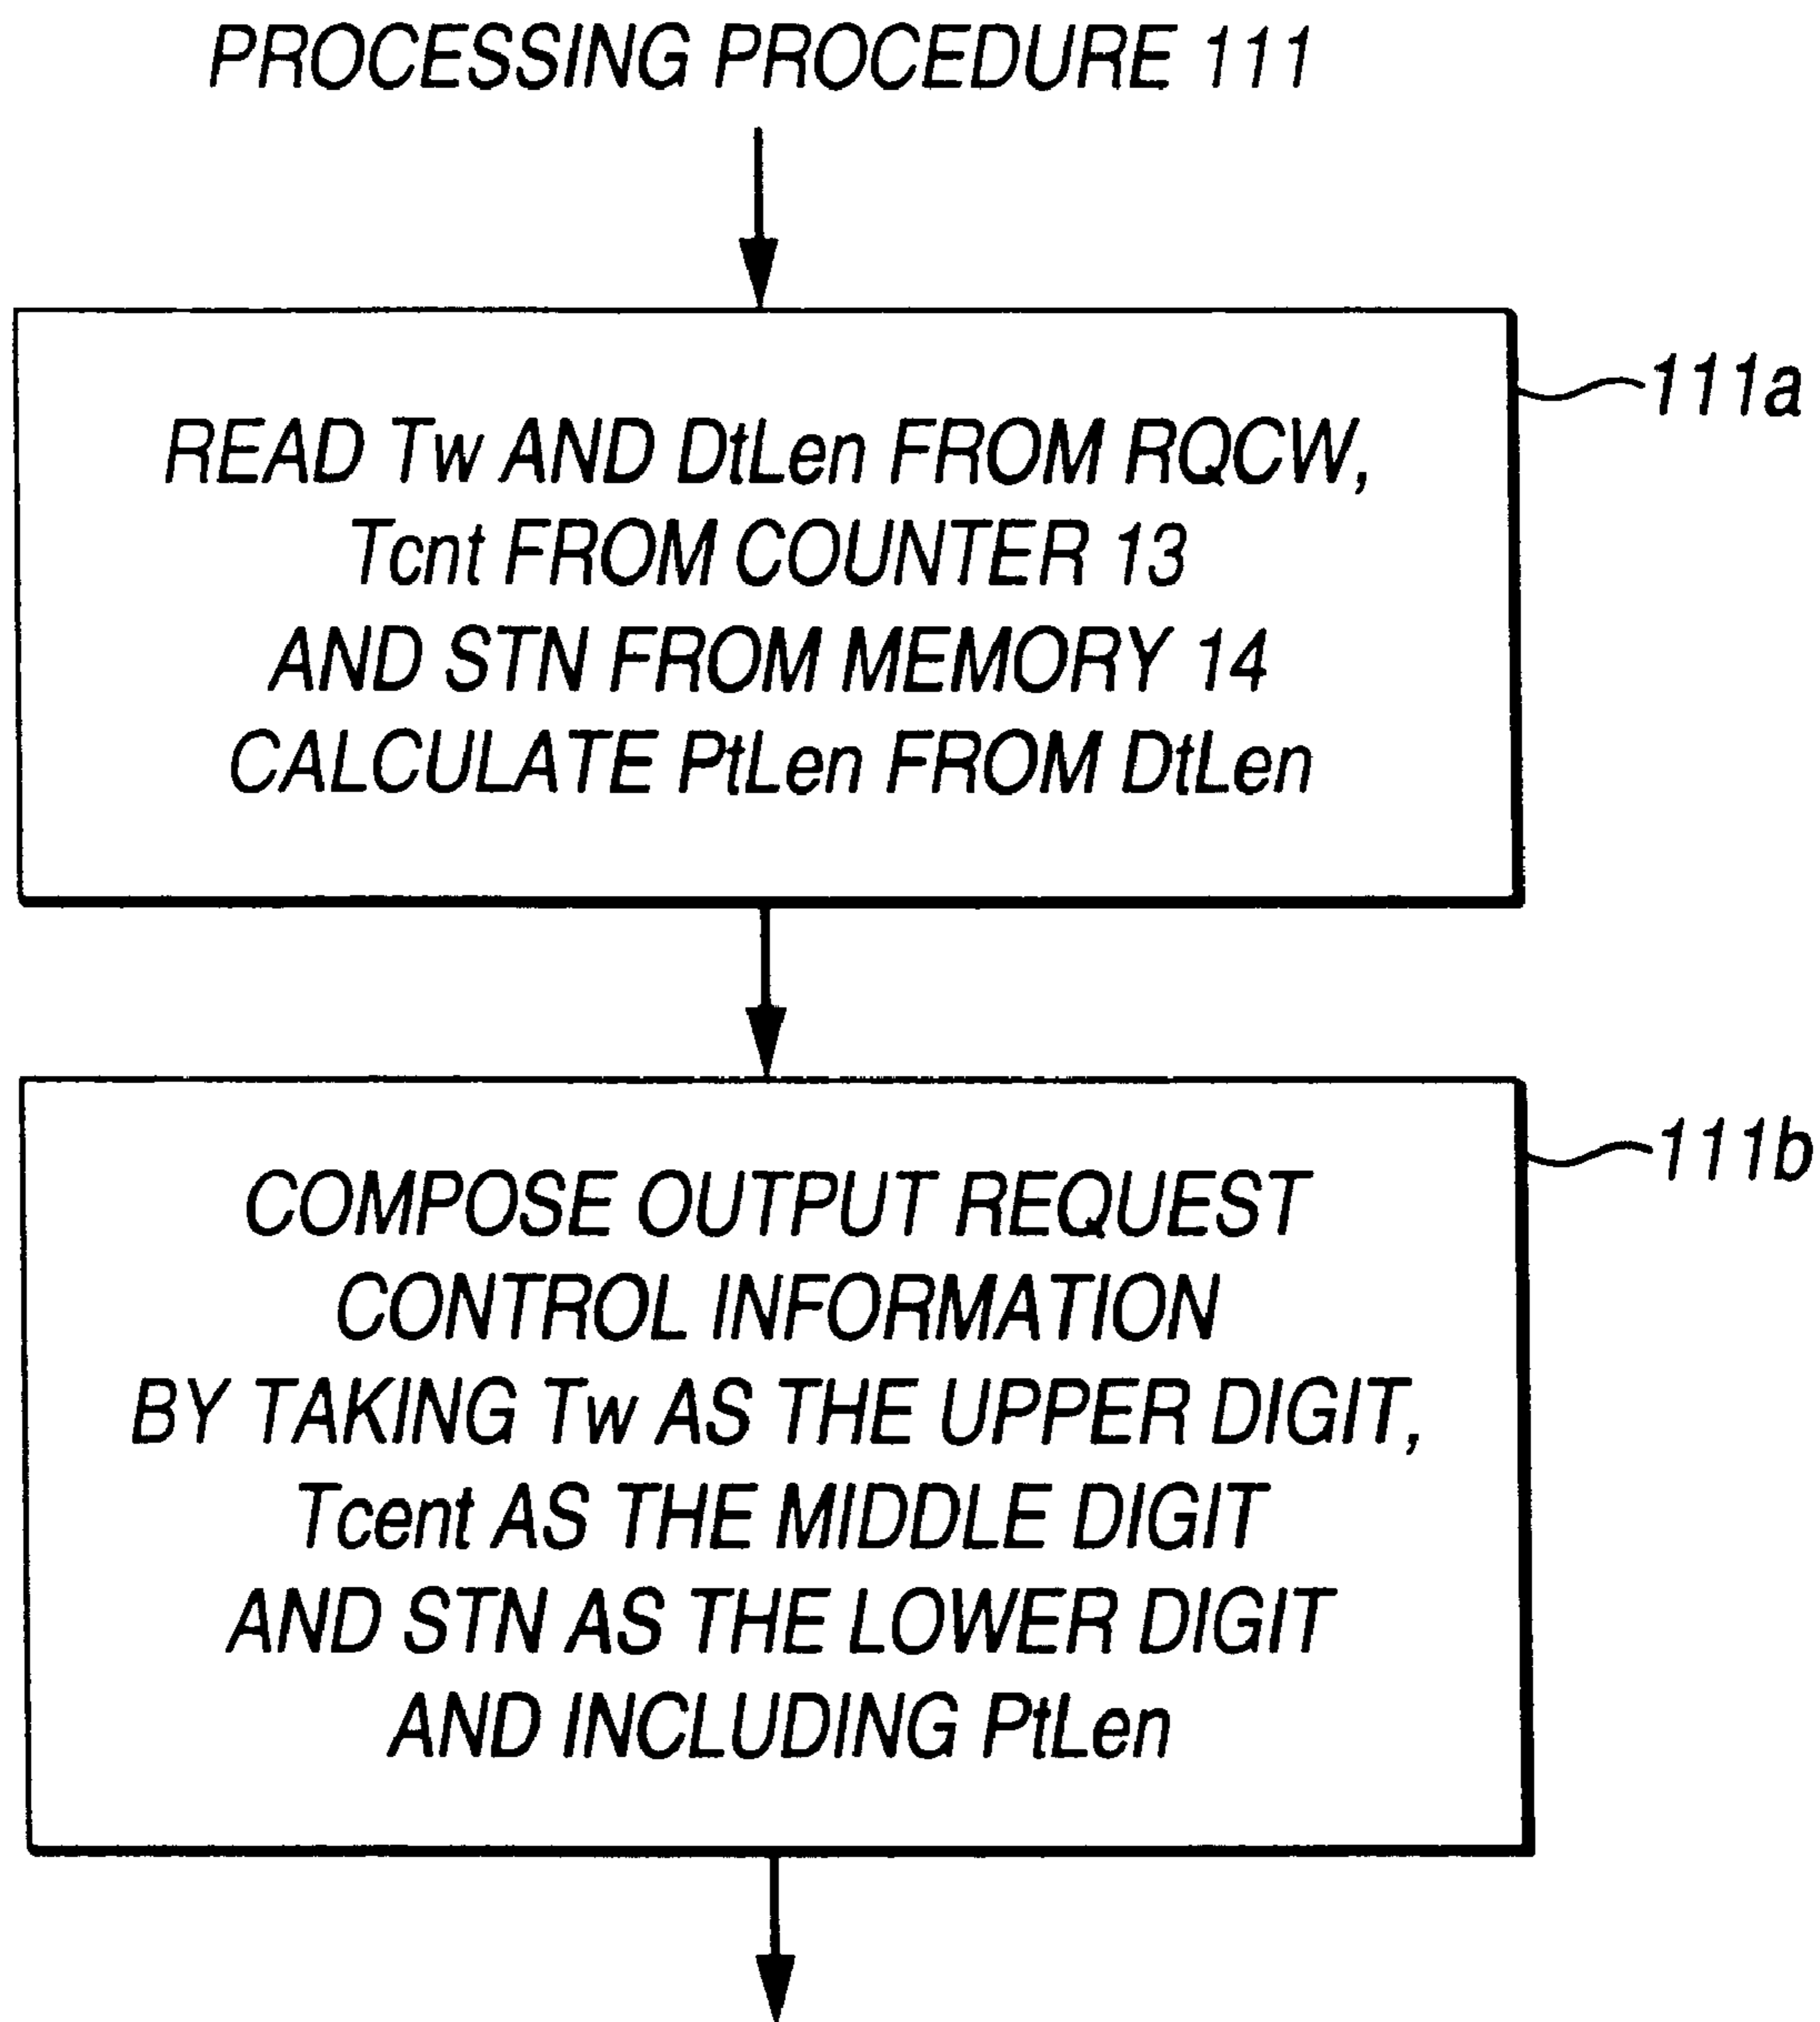 PROCESSING PROCEDURE 111
111a
READ Tw AND DtLen FROM RQCW,
Tcnt FROM COUNTER 13
AND STN FROM MEMORY 14
CALCULATE PtLen FROM DtLen
111b
COMPOSE OUTPUT REQUEST
CONTROL INFORMATION
BY TAKING Tw AS THE UPPER DIGIT,
Tcent AS THE MIDDLE DIGIT
AND STN AS THE LOWER DIGIT
AND INCLUDING PtLen